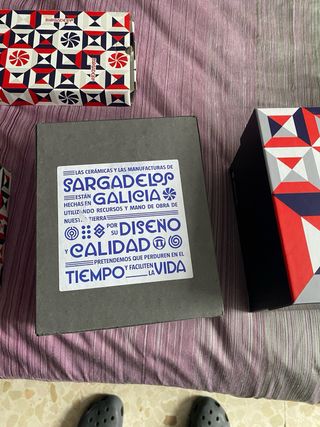 LAS CERÁMICAS Y LAS MANUFACTURAS DE
SARGADELOS
ESTÁN
HECHAS EN
GALICIA
UTILIZANDO RECURSOS Y MANO DE OBRA DE
NUESTRA TIERRA
POR
SU
DISEÑO
Y CALIDAD
PRETENDEMOS QUE PERDUREN EN EL
TIEMPO
Y FACILITEN
LA
VIDA